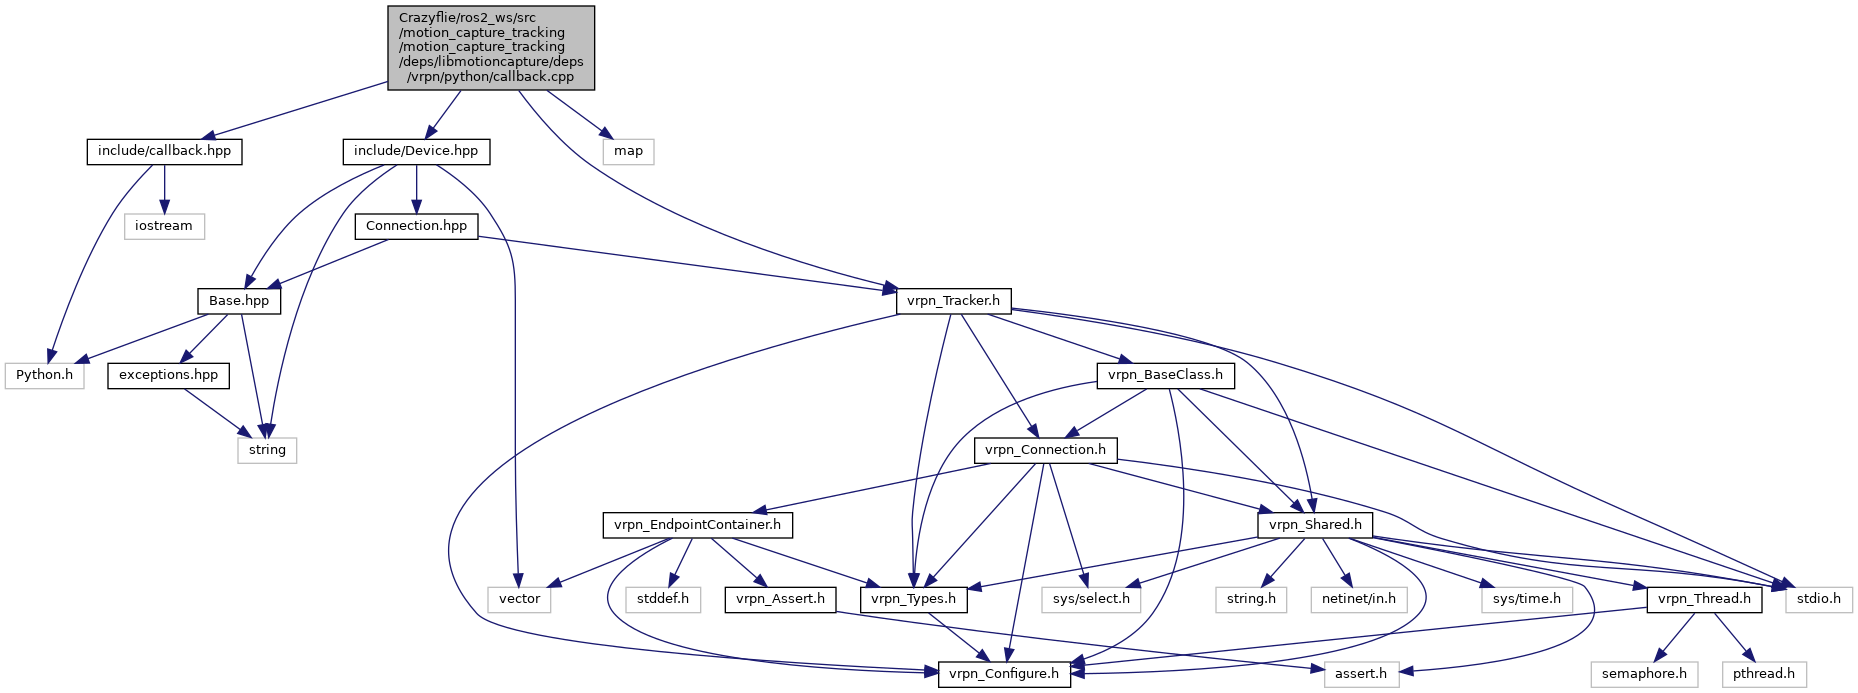 Crazyflie/ros2_ws/src
/motion_capture_tracking
/motion_capture_tracking
/deps/libmotioncapture/deps
/vrpn/python/callback.cpp
include/callback.hpp
include/Device.hpp
map
iostream
Connection.hpp
Base.hpp
vrpn_Tracker.h
Python.h
exceptions.hpp
vrpn_BaseClass.h
string
vrpn_Connection.h
vrpn_EndpointContainer.h
vrpn_Shared.h
vector
stddef.h
vrpn_Assert.h
vrpn_Types.h
sys/select.h
string.h
netinet/in.h
sys/time.h
vrpn_Thread.h
stdio.h
vrpn_Configure.h
assert.h
semaphore.h
pthread.h